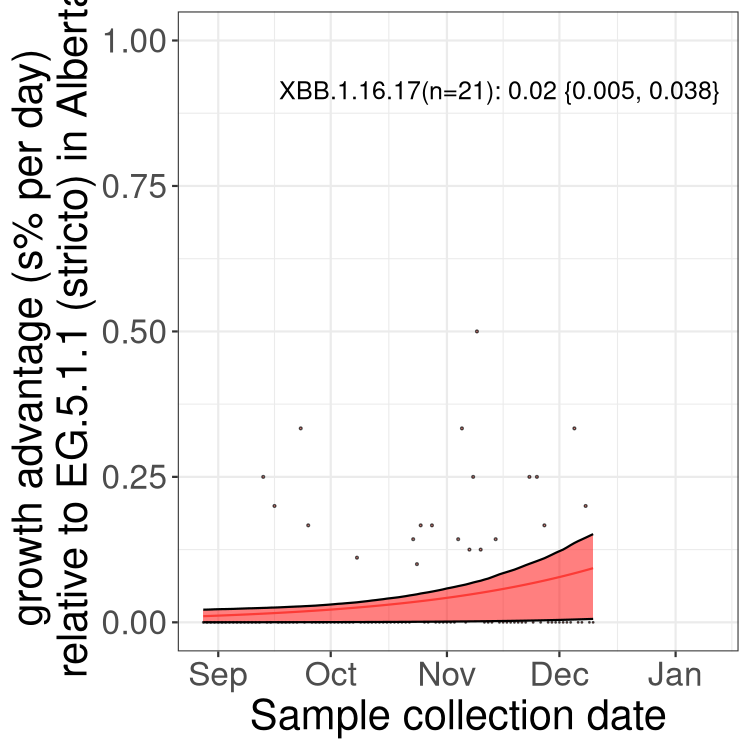 growth advantage (s% per day)
relative to EG.5.1.1 (stricto) in Alberta
1.00
0.75
0.50
0.25
0.00
XBB.1.16.17(n=21): 0.02 {0.005, 0.038}
Sep Oct Nov Dec Jan
Sample collection date